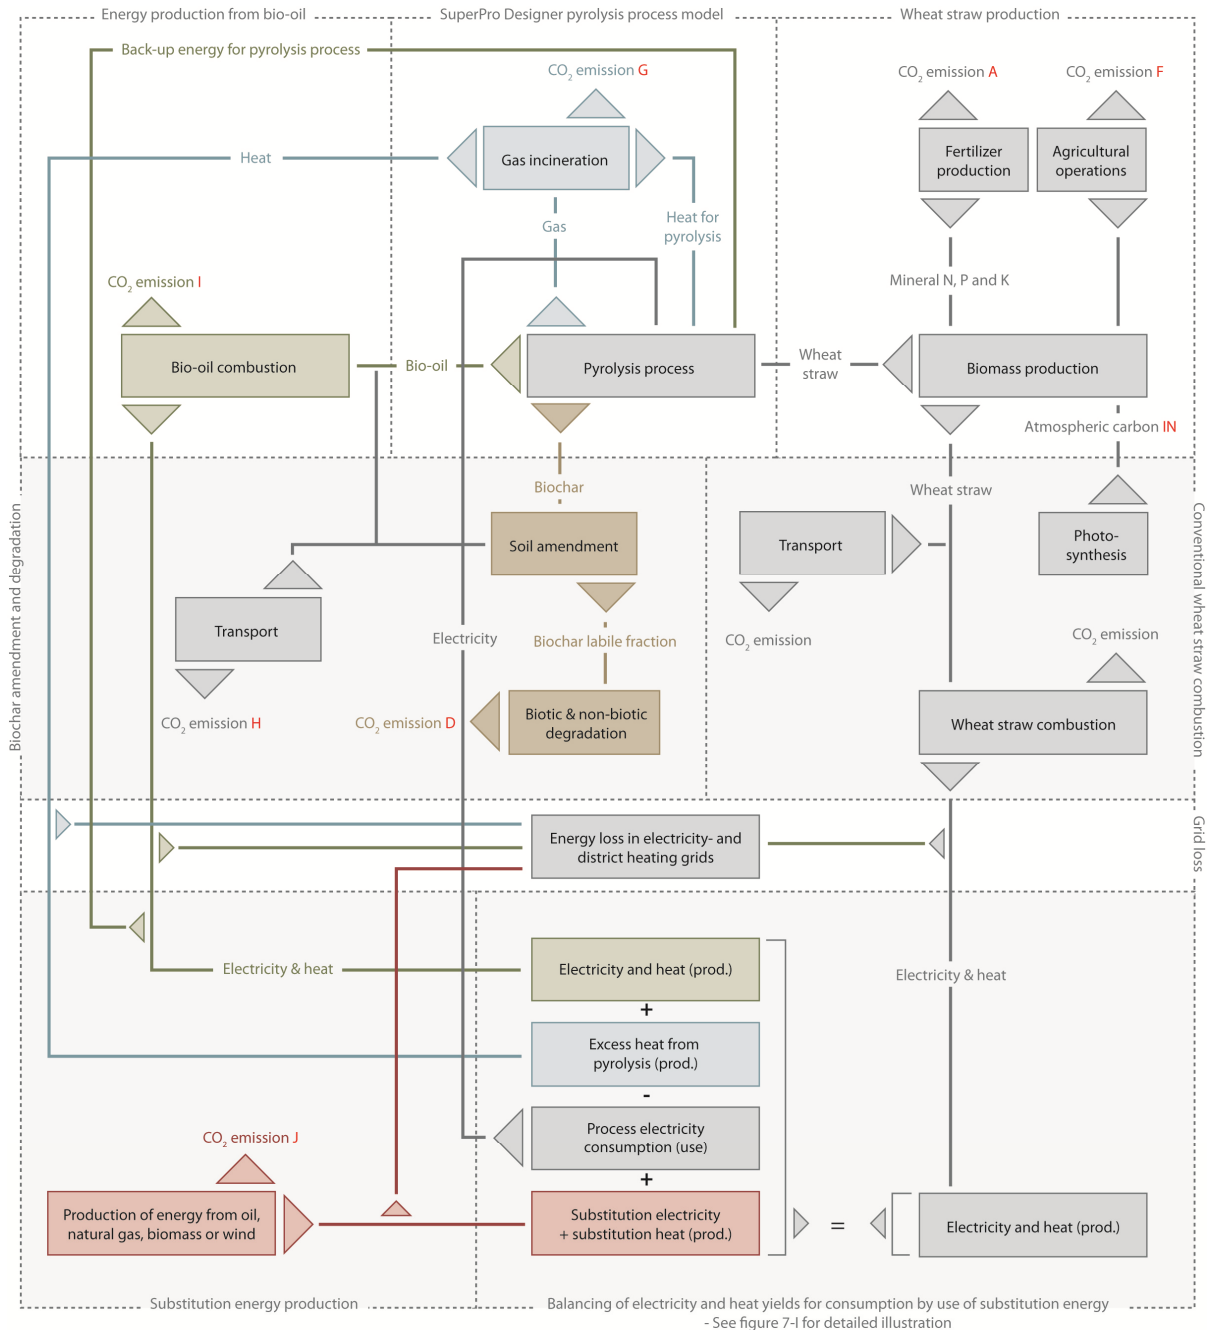 Energy production from bio-oil
SuperPro Designer pyrolysis process model
Wheat straw production
Back-up energy for pyrolysis process
CO2 emission G
CO2 emission A
CO2 emission F
Gas incineration
Fertilizer
production
Agricultural
operations
Heat
Gas
Heat for
pyrolysis
Mineral N, P and K
CO2 emission I
Bio-oil combustion
Bio-oil
Pyrolysis process
Wheat
straw
Biomass production
Atmospheric carbon IN
Biochar amendment and degradation
Conventional wheat straw combustion
Biochar
Wheat straw
Soil amendment
Transport
Photo-
synthesis
Transport
Electricity
Biochar labile fraction
CO2 emission
CO2 emission
CO2 emission H
CO2 emission D
Biotic & non-biotic
degradation
Wheat straw combustion
Grid loss
Energy loss in electricity- and
district heating grids
Electricity & heat
Electricity and heat (prod.)
Electricity & heat
+
Excess heat from
pyrolysis (prod.)
-
Process electricity
consumption (use)
CO2 emission J
+
Production of energy from oil,
natural gas, biomass or wind
Substitution electricity
+ substitution heat (prod.)
=
Electricity and heat (prod.)
Substitution energy production
Balancing of electricity and heat yields for consumption by use of substitution energy
- See figure 7-I for detailed illustration